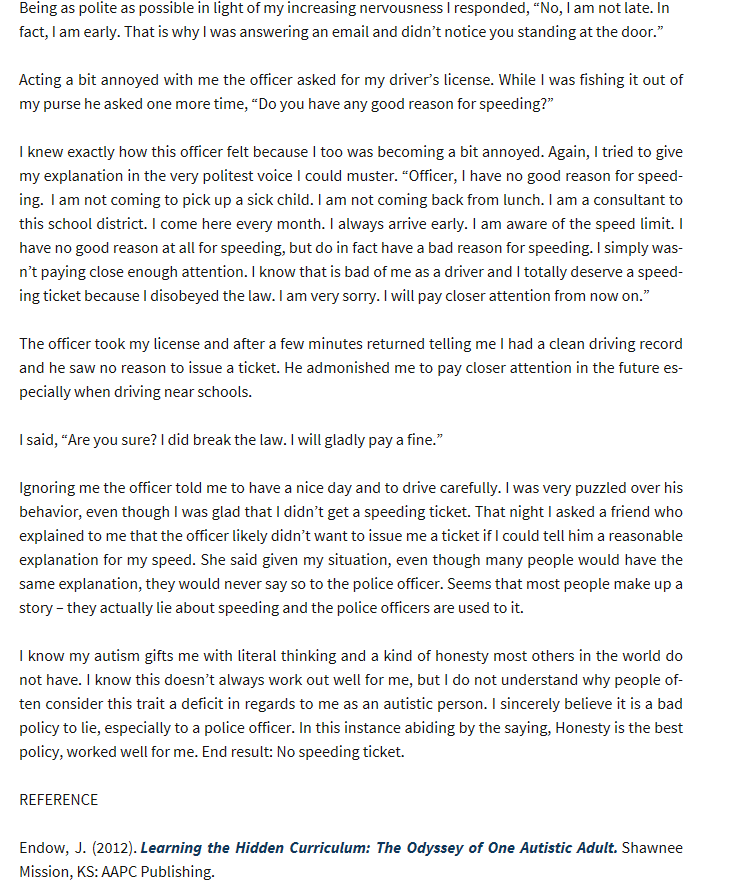 Being as polite as possible in light of my increasing nervousness I responded, “No, I am not late. In
fact, I am early. That is why I was answering an email and didn’t notice you standing at the door.”
Acting a bit annoyed with me the officer asked for my driver’s license. While I was fishing it out of
my purse he asked one more time, “Do you have any good reason for speeding?”
I knew exactly how this officer felt because I too was becoming a bit annoyed. Again, I tried to give
my explanation in the very politest voice I could muster. “Officer, I have no good reason for speed-
ing.  I am not coming to pick up a sick child. I am not coming back from lunch. I am a consultant to
this school district. I come here every month. I always arrive early. I am aware of the speed limit. I
have no good reason at all for speeding, but do in fact have a bad reason for speeding. I simply was-
n’t paying close enough attention. I know that is bad of me as a driver and I totally deserve a speed-
ing ticket because I disobeyed the law. I am very sorry. I will pay closer attention from now on.”
The officer took my license and after a few minutes returned telling me I had a clean driving record
and he saw no reason to issue a ticket. He admonished me to pay closer attention in the future es-
pecially when driving near schools.
I said, “Are you sure? I did break the law. I will gladly pay a fine.”
Ignoring me the officer told me to have a nice day and to drive carefully. I was very puzzled over his
behavior, even though I was glad that I didn’t get a speeding ticket. That night I asked a friend who
explained to me that the officer likely didn’t want to issue me a ticket if I could tell him a reasonable
explanation for my speed. She said given my situation, even though many people would have the
same explanation, they would never say so to the police officer. Seems that most people make up a
story – they actually lie about speeding and the police officers are used to it.
I know my autism gifts me with literal thinking and a kind of honesty most others in the world do
not have. I know this doesn’t always work out well for me, but I do not understand why people of-
ten consider this trait a deficit in regards to me as an autistic person. I sincerely believe it is a bad
policy to lie, especially to a police officer. In this instance abiding by the saying, Honesty is the best
policy, worked well for me. End result: No speeding ticket.
REFERENCE
Endow, J. (2012). Learning the Hidden Curriculum: The Odyssey of One Autistic Adult. Shawnee
Mission, KS: AAPC Publishing.